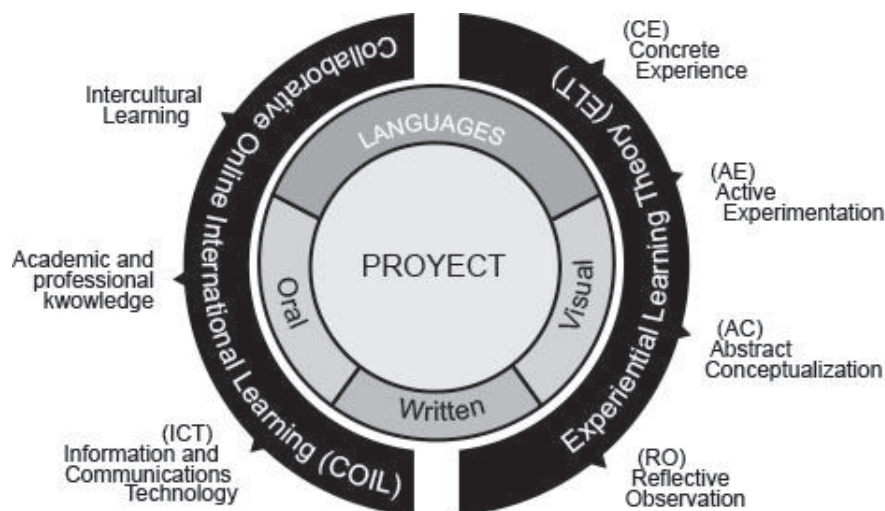 Collaborative Online International Learning (COIL)
Intercultural
Learning
Academic and
professional
kwowledge
(ICT)
Information and
Communications
Technology
LANGUAGES
Oral
PROYECT
Visual
Written
Experiential Learning Theory (ELT)
(CE)
Concrete
Experience
(AE)
Active
Experimentation
(AC)
Abstract
Conceptualization
(RO)
Reflective
Observation